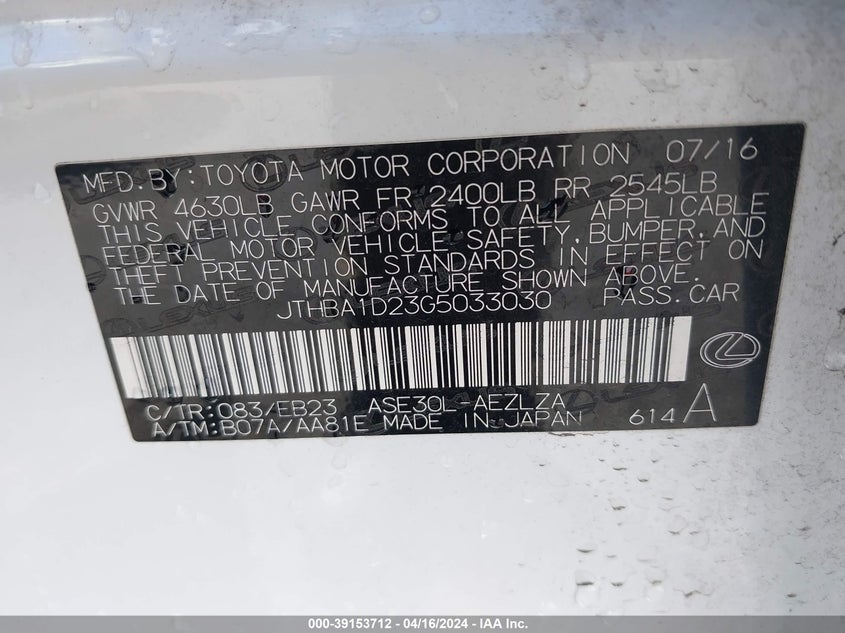 MFD.BY:TOYOTA MOTOR CORPORATION 07/16
GVWR 4630LB GAWR FR 2400LB RR 2545LB
THIS VEHICLE CONFORMS TO ALL APPLICABLE
FEDERAL MOTOR VEHICLE SAFETY,BUMPER,AND
THEFT PREVENTION STANDARDS IN EFFECT ON
THE DATE OF MANUFACTURE SHOWN ABOVE.
JTHBA1D23G5033030 PASS.CAR
C/TR:083/EB23 ASE30L-AEZLZA
A/TM:B07A/AA81E MADE IN JAPAN 614 A
000-39153712 - 04/16/2024 - IAA Inc.